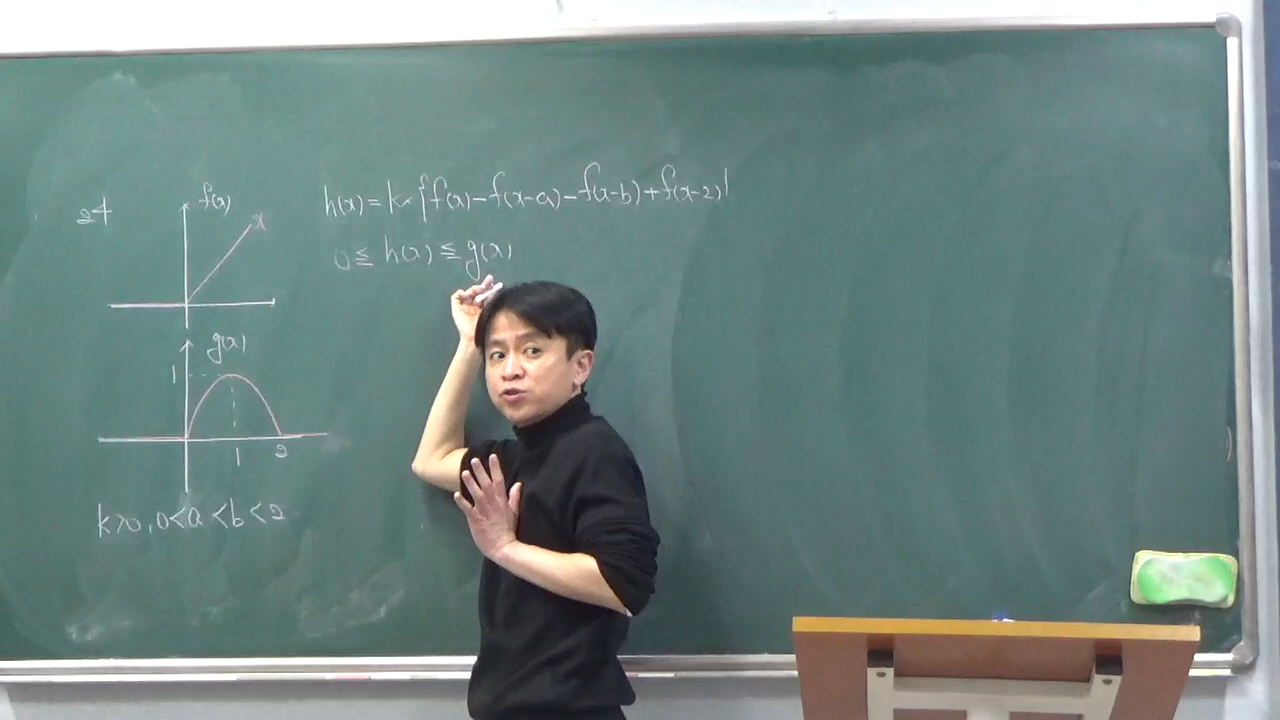 24
f(x)
x
h(x) = k × {f(x) - f(x-a) - f(x-b) + f(x-2)}
0 ≦ h(x) ≦ g(x)
g(x)
1
1 2
k>0, 0<a<b<2